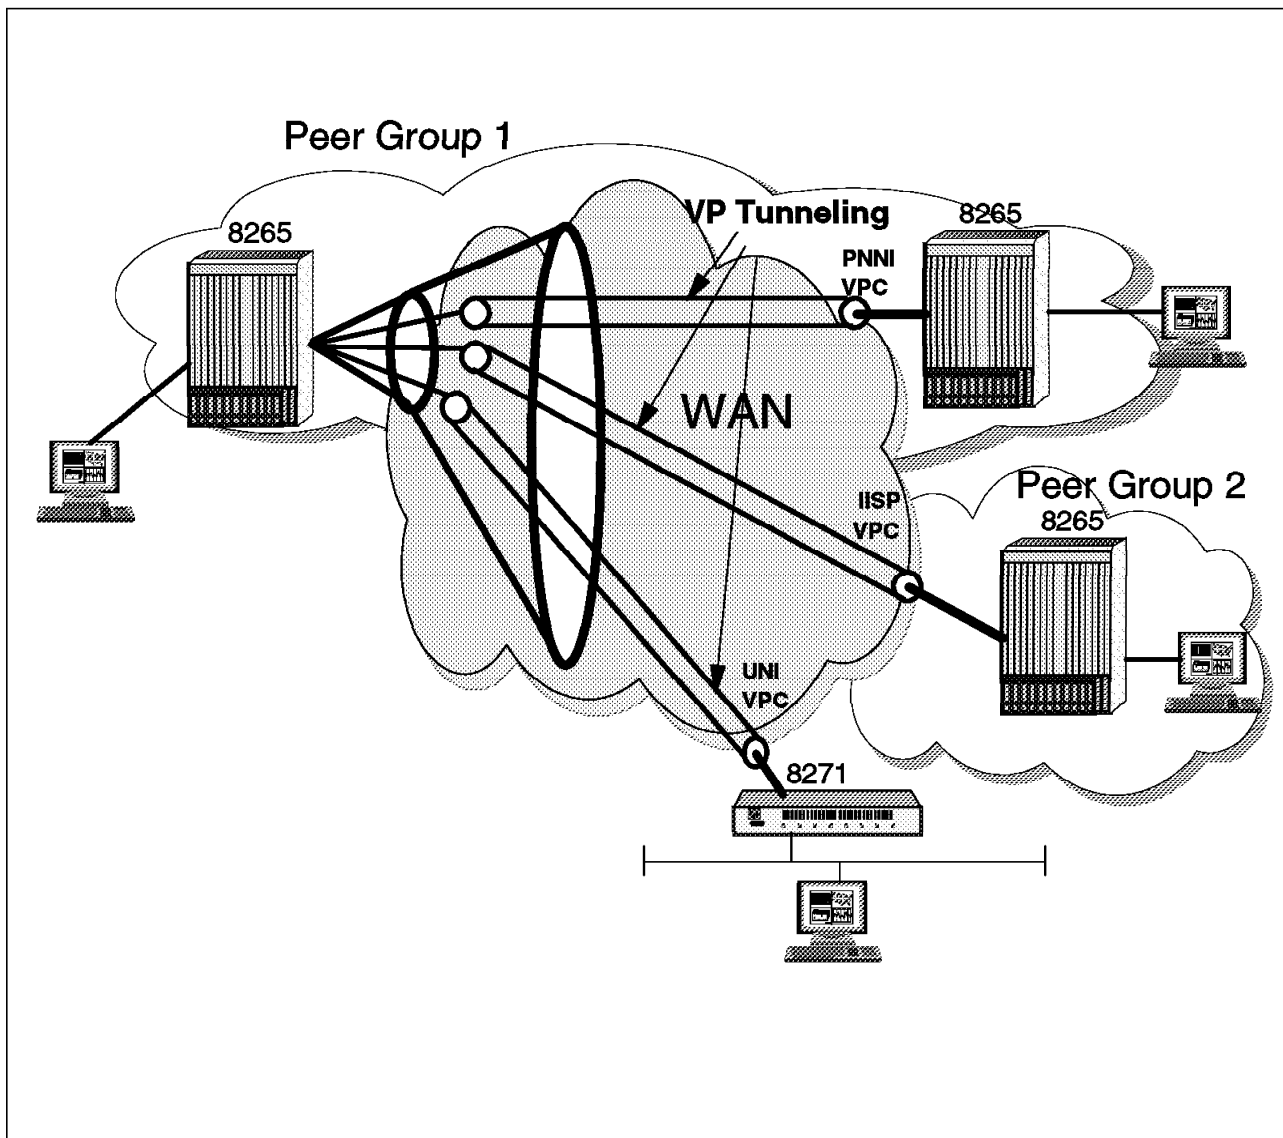 Peer Group 1
8265
VP Tunneling
8265
PNNI
VPC
WAN
Peer Group 2
IISP
VPC
8265
UNI
VPC
8271